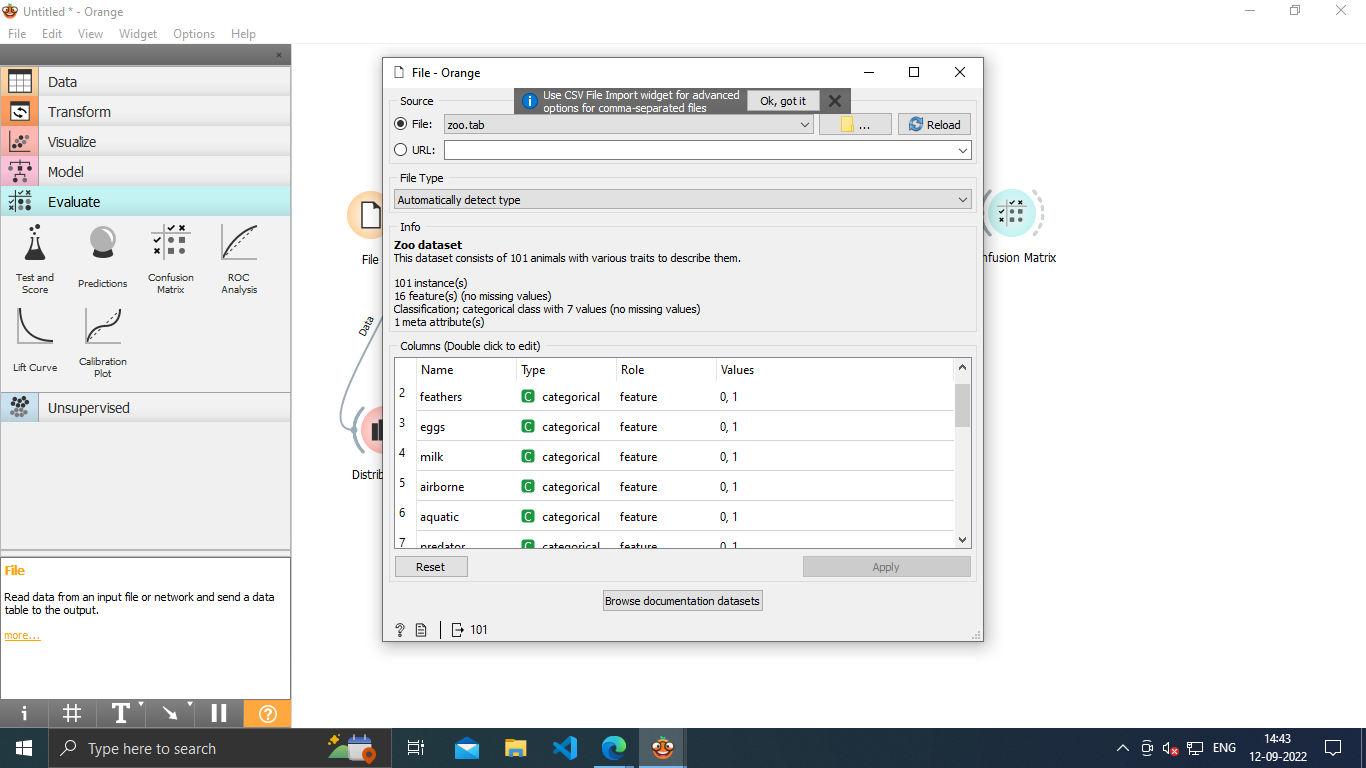 Untitled * - Orange
File Edit View Widget Options Help
Data
Transform
Visualize
Model
Evaluate
Test and Score
Predictions
Confusion Matrix
ROC Analysis
Lift Curve
Calibration Plot
Unsupervised
File
Read data from an input file or network and send a data
table to the output.
more...
File
Data
Distrib
nfusion Matrix
File - Orange
Source
Use CSV File Import widget for advanced
options for comma-separated files
Ok, got it
File: zoo.tab ... Reload
URL:
File Type
Automatically detect type
Info
Zoo dataset
This dataset consists of 101 animals with various traits to describe them.
101 instance(s)
16 feature(s) (no missing values)
Classification; categorical class with 7 values (no missing values)
1 meta attribute(s)
Columns (Double click to edit)
Name Type Role Values
2 feathers C categorical feature 0, 1
3 eggs C categorical feature 0, 1
4 milk C categorical feature 0, 1
5 airborne C categorical feature 0, 1
6 aquatic C categorical feature 0, 1
7 predator C categorical feature 0, 1
Reset Apply
Browse documentation datasets
? 101
Type here to search
ENG
14:43
12-09-2022